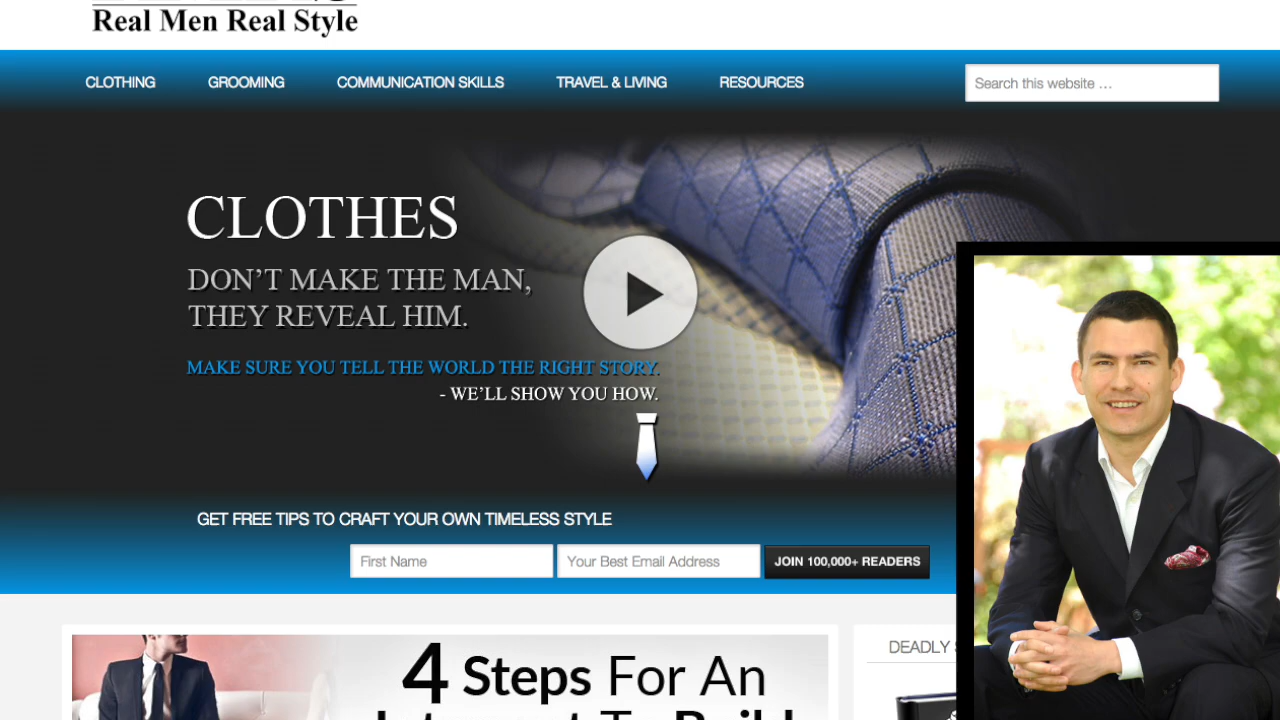 Real Men Real Style
CLOTHING GROOMING COMMUNICATION SKILLS TRAVEL & LIVING RESOURCES Search this website ...
CLOTHES
DON'T MAKE THE MAN,
THEY REVEAL HIM.
MAKE SURE YOU TELL THE WORLD THE RIGHT STORY.
- WE'LL SHOW YOU HOW.
GET FREE TIPS TO CRAFT YOUR OWN TIMELESS STYLE
First Name Your Best Email Address JOIN 100,000+ READERS
DEADLY
4 Steps For An